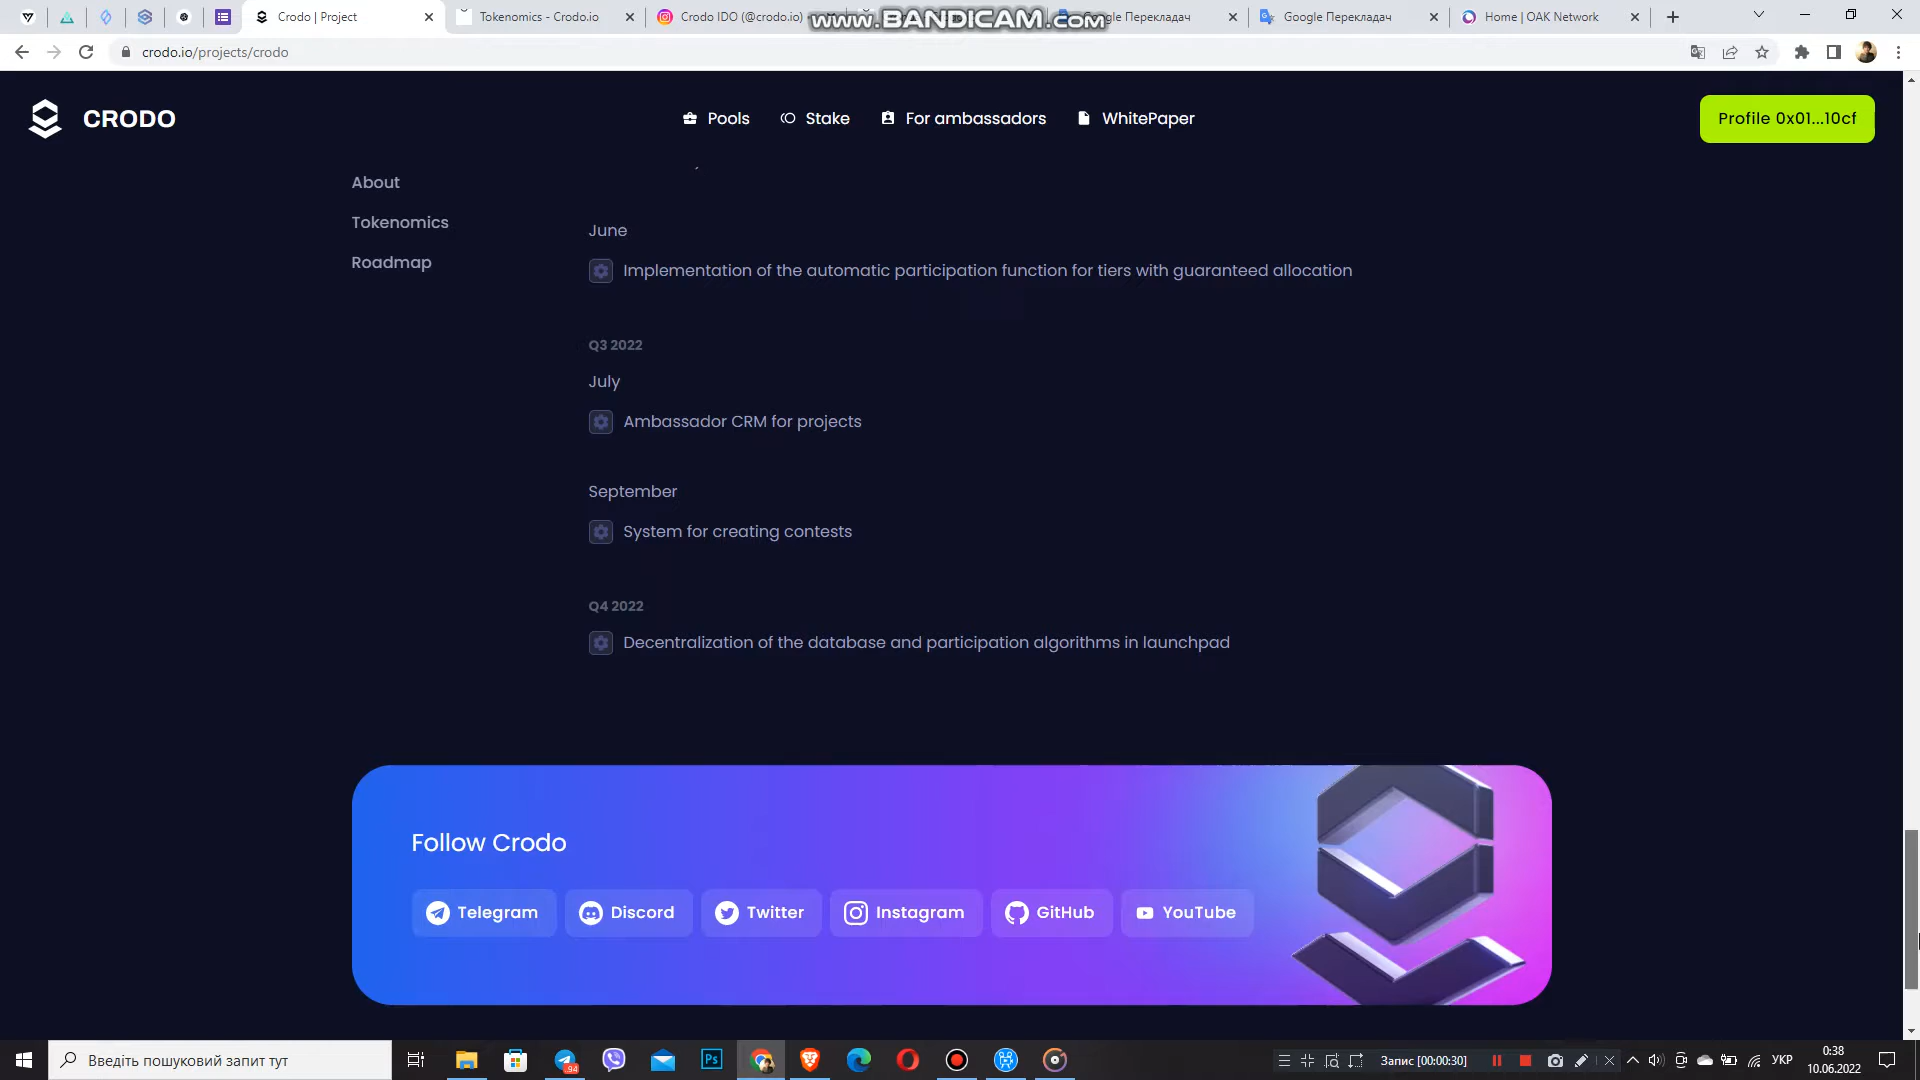 Crodo | Project
Tokenomics - Crodo.io
Crodo IDO (@crodo.io)
www.BANDICAM.com
Google Перекладач
Google Перекладач
Home | OAK Network
crodo.io/projects/crodo
CRODO
Pools
Stake
For ambassadors
WhitePaper
Profile 0x01...10cf
About
Tokenomics
Roadmap
June
Implementation of the automatic participation function for tiers with guaranteed allocation
Q3 2022
July
Ambassador CRM for projects
September
System for creating contests
Q4 2022
Decentralization of the database and participation algorithms in launchpad
Follow Crodo
Telegram
Discord
Twitter
Instagram
GitHub
YouTube
Введіть пошуковий запит тут
Ps
94
Запис [00:00:30]
УКР
0:38
10.06.2022